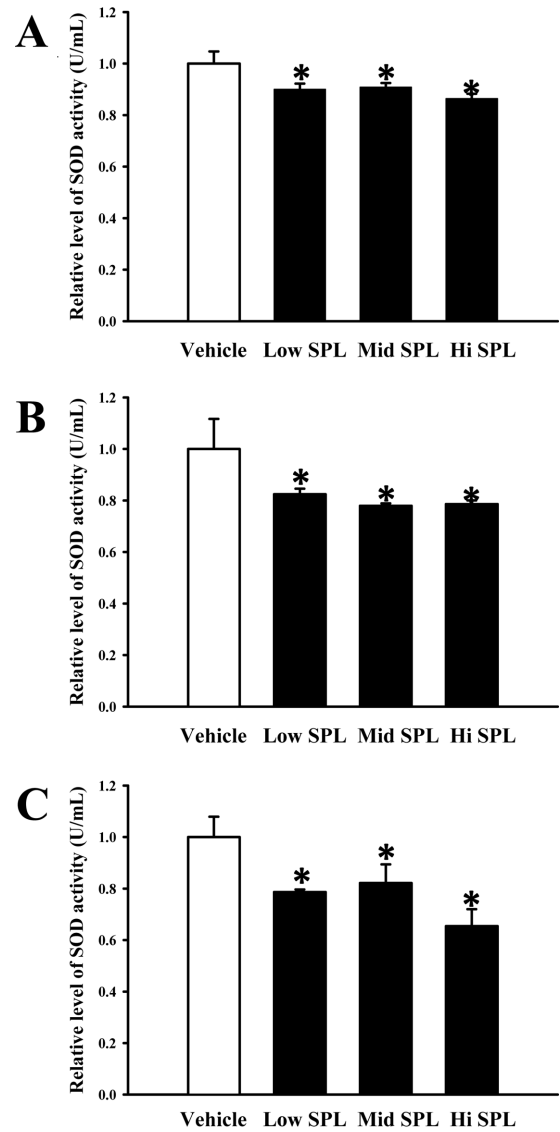 A
Relative level of SOD activity (U/mL)
1.2
1.0
0.8
0.6
0.4
0.2
0.0
* * *
Vehicle Low SPL Mid SPL Hi SPL
B
Relative level of SOD activity (U/mL)
1.2
1.0
0.8
0.6
0.4
0.2
0.0
* * *
Vehicle Low SPL Mid SPL Hi SPL
C
Relative level of SOD activity (U/mL)
1.2
1.0
0.8
0.6
0.4
0.2
0.0
* * *
Vehicle Low SPL Mid SPL Hi SPL